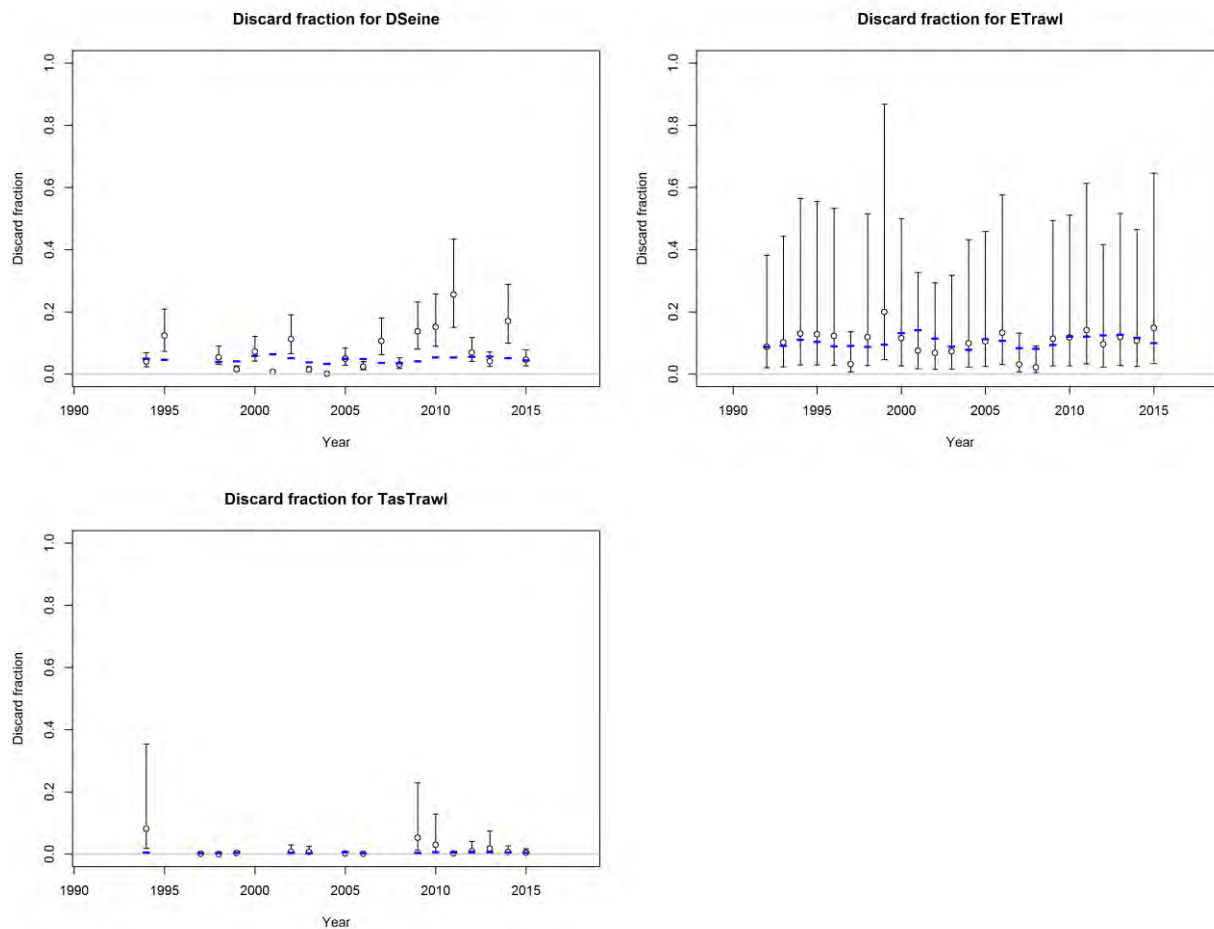 Discard fraction for DSeine
Discard fraction
1.0
0.8
0.6
0.4
0.2
0.0
1990 1995 2000 2005 2010 2015
Year
Discard fraction for ETrawl
Discard fraction
1.0
0.8
0.6
0.4
0.2
0.0
1990 1995 2000 2005 2010 2015
Year
Discard fraction for TasTrawl
Discard fraction
1.0
0.8
0.6
0.4
0.2
0.0
1990 1995 2000 2005 2010 2015
Year